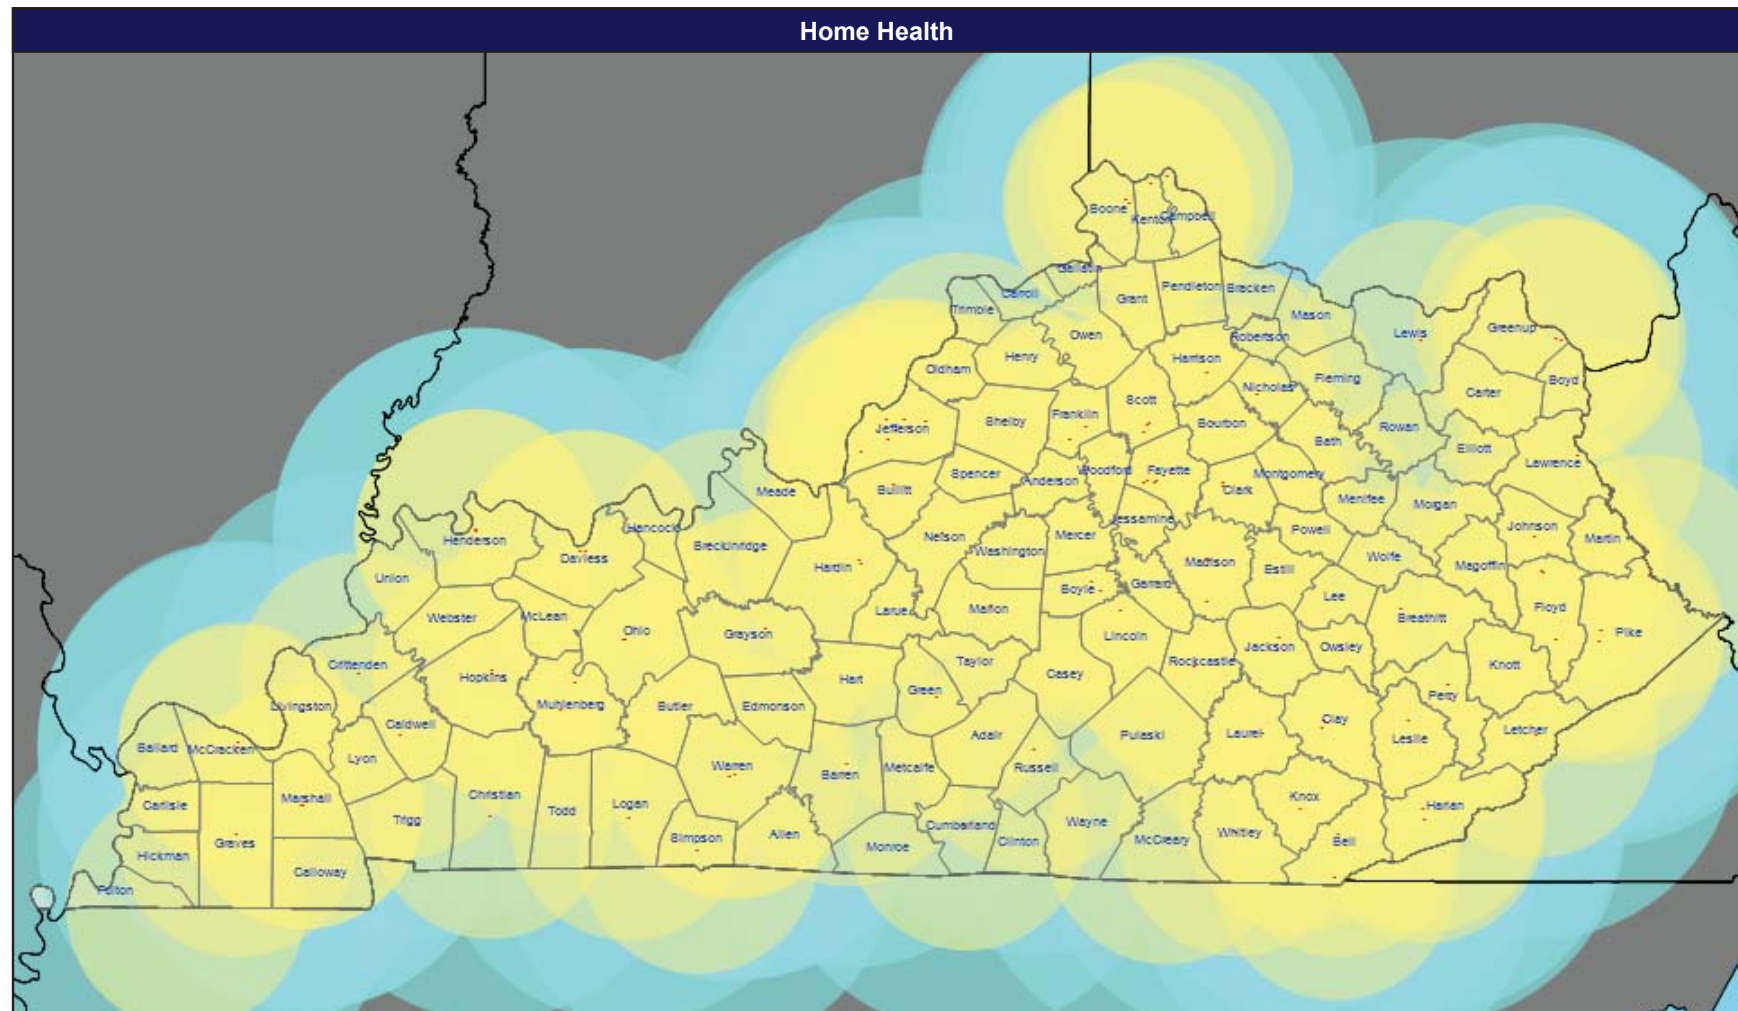 Home Health
Boone
Kenton
Campbell
Gallatin
Carroll
Trimble
Grant
Pendleton
Bracken
Mason
Lewis
Greenup
Owen
Robertson
Henry
Harrison
Oldham
Nicholas
Fleming
Boyd
Carter
Scott
Franklin
Shelby
Jefferson
Bourbon
Rowan
Bath
Elliott
Lawrence
Spencer
Woodford
Fayette
Montgomery
Anderson
Clark
Bullitt
Meade
Menifee
Morgan
Jessamine
Hancock
Henderson
Daviess
Breckinridge
Nelson
Mercer
Washington
Powell
Johnson
Martin
Madison
Wolfe
Magoffin
Hardin
Estill
Union
Garrard
Boyle
Lee
Larue
Marion
Floyd
Webster
McLean
Breathitt
Ohio
Grayson
Lincoln
Pike
Jackson
Owsley
Taylor
Rockcastle
Knott
Crittenden
Hopkins
Hart
Casey
Green
Perry
Muhlenberg
Butler
Edmonson
Livingston
Caldwell
Clay
Letcher
Laurel
Leslie
Adair
Pulaski
Ballard
McCracken
Lyon
Warren
Metcalfe
Russell
Barren
Christian
Marshall
Carlisle
Knox
Harlan
Logan
Todd
Trigg
Cumberland
Wayne
Allen
Simpson
Whitley
McCreary
Clinton
Bell
Graves
Monroe
Hickman
Calloway
Fulton